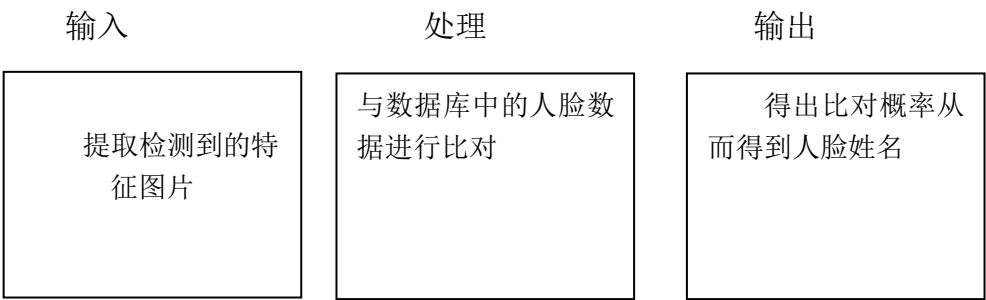 输入
处理
输出
提取检测到的特
征图片
与数据库中的人脸数
据进行比对
得出比对概率从
而得到人脸姓名